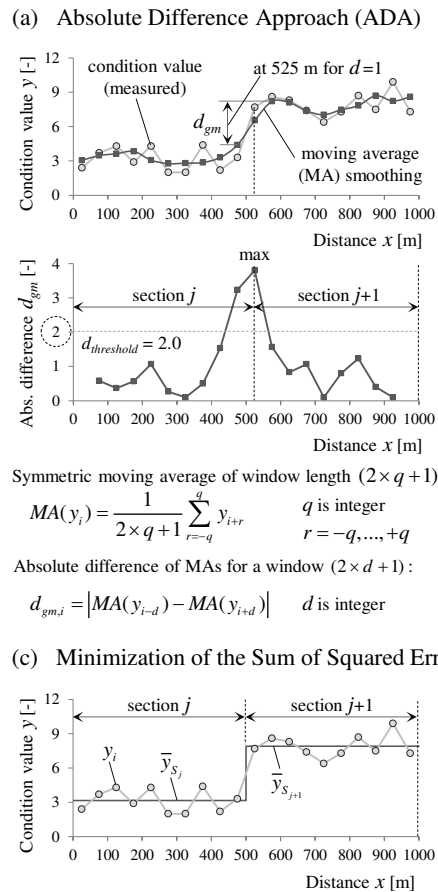 (a) Absolute Difference Approach (ADA)
Condition value y [-]
12
9
6
3
0
condition value
(measured)
at 525 m for d=1
d_gm
moving average
(MA) smoothing
0 100 200 300 400 500 600 700 800 900 1000
Distance x [m]
Abs. difference d_gm [-]
4
3
2
1
0
max
section j
section j+1
d_threshold = 2.0
0 100 200 300 400 500 600 700 800 900 1000
Distance x [m]
Symmetric moving average of window length (2×q+1)
MA(y_i) = 1/(2×q+1) ∑_{r=-q}^{q} y_{i+r}
q is integer
r = -q,...,+q
Absolute difference of MAs for a window (2×d+1):
d_{gm,i} = |MA(y_{i-d}) - MA(y_{i+d})| d is integer
(c) Minimization of the Sum of Squared Err
Condition value y [-]
12
9
6
3
0
section j
section j+1
y_i
ȳ_{S_j}
ȳ_{S_{j+1}}
0 100 200 300 400 500 600 700 800 900 1000
Distance x [m]